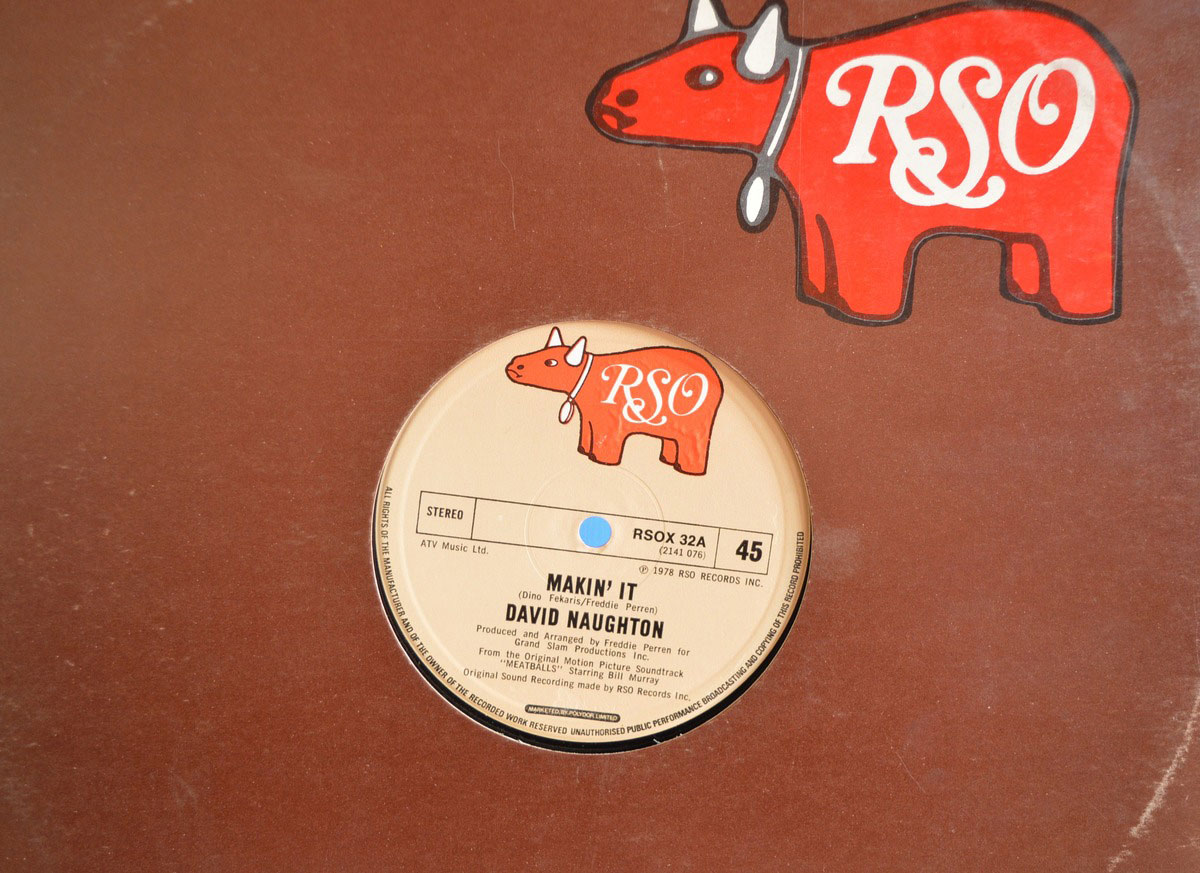 RSO
RSO
STEREO
RSOX 32A
(2141 076)
45
ATV Music Ltd.
℗ 1978 RSO RECORDS INC.
MAKIN' IT
(Dino Fekaris/Freddie Perren)
DAVID NAUGHTON
Produced and Arranged by Freddie Perren for
Grand Slam Productions Inc.
From the Original Motion Picture Soundtrack
"MEATBALLS" Starring Bill Murray
Original Sound Recording made by RSO Records Inc.
MARKETED BY POLYDOR LIMITED
ALL RIGHTS OF THE MANUFACTURER AND OF THE OWNER OF THE RECORDED WORK RESERVED UNAUTHORISED PUBLIC PERFORMANCE BROADCASTING AND COPYING OF THIS RECORD PROHIBITED